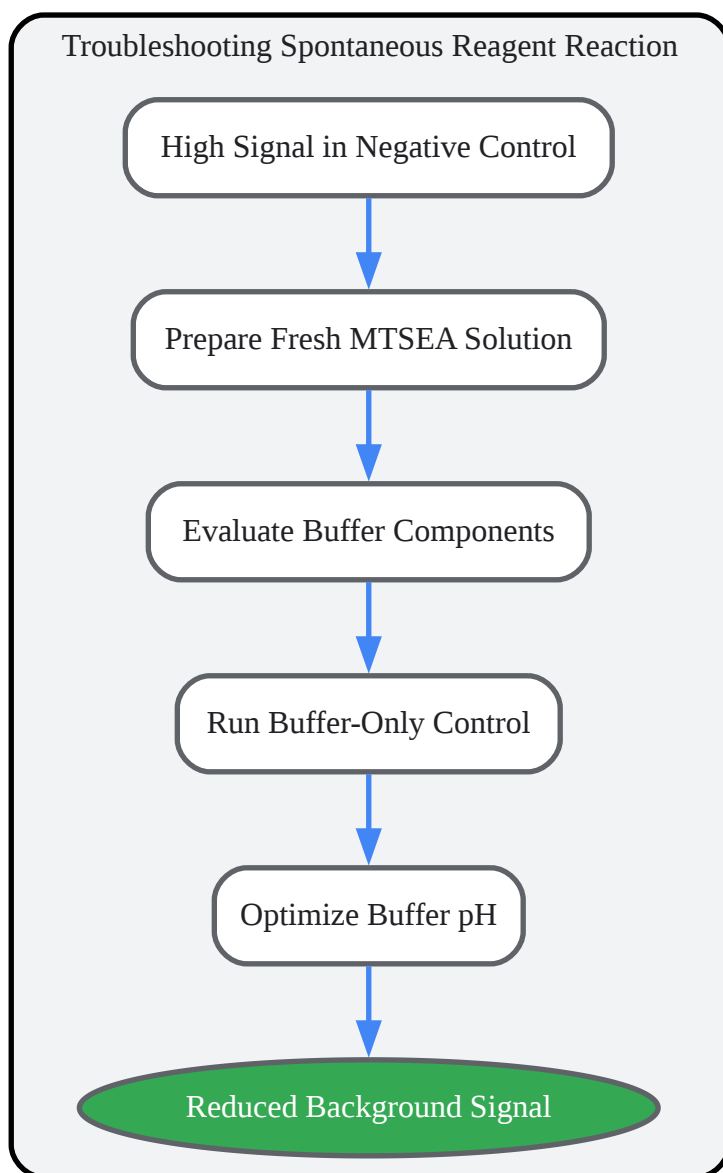 Troubleshooting Spontaneous Reagent Reaction
High Signal in Negative Control
Prepare Fresh MTSEA Solution
Evaluate Buffer Components
Run Buffer-Only Control
Optimize Buffer pH
Reduced Background Signal